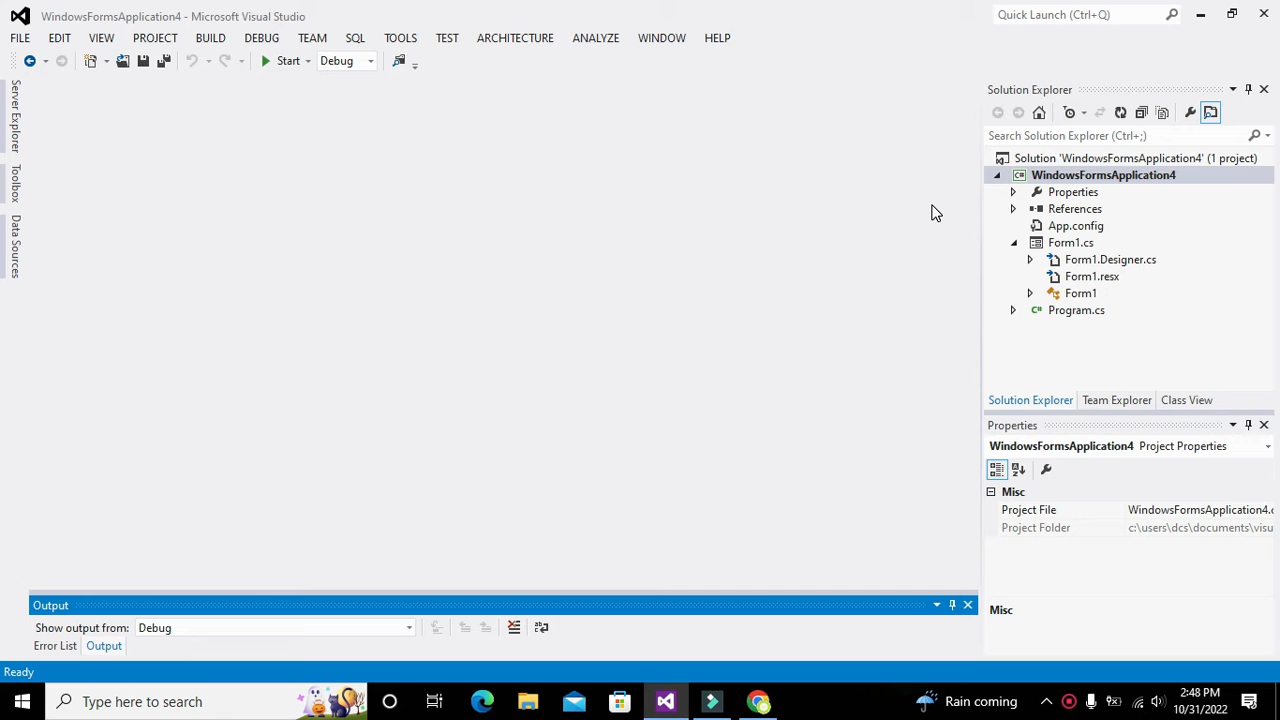 WindowsFormsApplication4 - Microsoft Visual Studio
Quick Launch (Ctrl+Q)
FILE EDIT VIEW PROJECT BUILD DEBUG TEAM SQL TOOLS TEST ARCHITECTURE ANALYZE WINDOW HELP
Start Debug
Server Explorer
Toolbox
Data Sources
Solution Explorer
Search Solution Explorer (Ctrl+;)
Solution 'WindowsFormsApplication4' (1 project)
C# WindowsFormsApplication4
Properties
References
App.config
Form1.cs
Form1.Designer.cs
Form1.resx
Form1
C# Program.cs
Solution Explorer Team Explorer Class View
Properties
WindowsFormsApplication4 Project Properties
Misc
Project File WindowsFormsApplication4.c
Project Folder c:\users\dcs\documents\visu
Misc
Output
Show output from: Debug
Error List Output
Ready
Type here to search
Rain coming
2:48 PM
10/31/2022